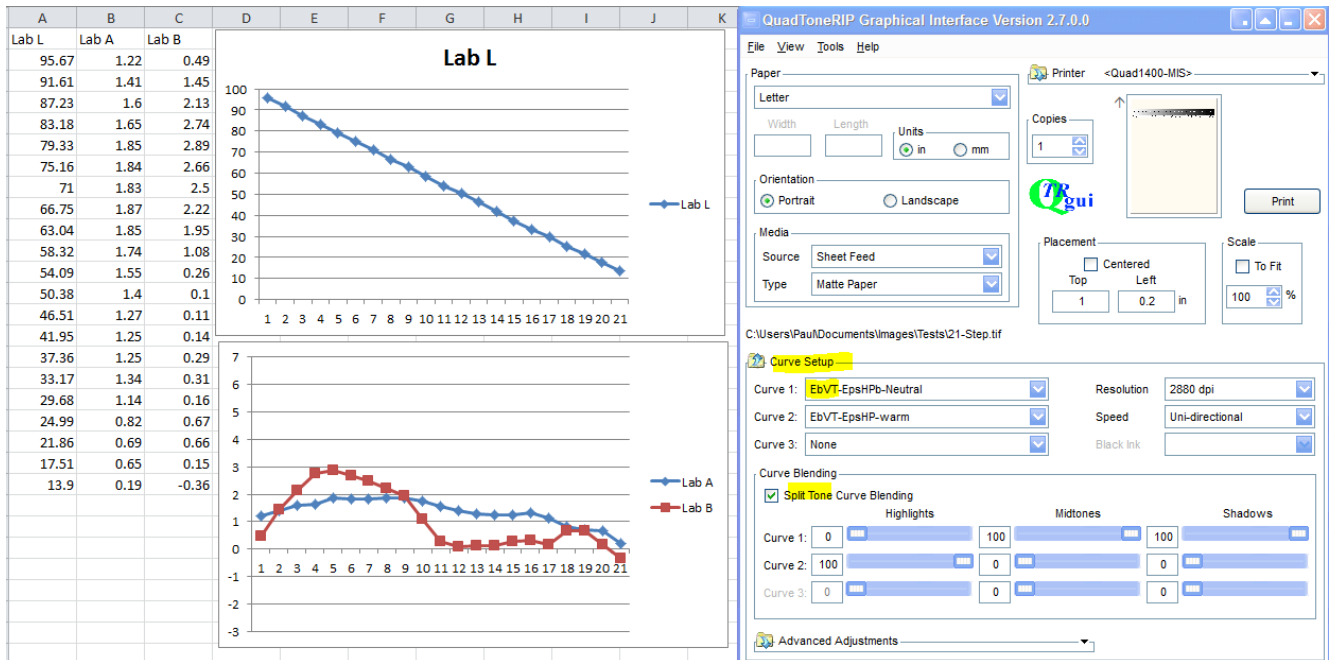 A B C D E F G H I J K
Lab L Lab A Lab B
95.67 1.22 0.49
91.61 1.41 1.45
87.23 1.6 2.13
83.18 1.65 2.74
79.33 1.85 2.89
75.16 1.84 2.66
71 1.83 2.5
66.75 1.87 2.22
63.04 1.85 1.95
58.32 1.74 1.08
54.09 1.55 0.26
50.38 1.4 0.1
46.51 1.27 0.11
41.95 1.25 0.14
37.36 1.25 0.29
33.17 1.34 0.31
29.68 1.14 0.16
24.99 0.82 0.67
21.86 0.69 0.66
17.51 0.65 0.15
13.9 0.19 -0.36
Lab L
100
90
80
70
60
50
40
30
20
10
0
1 2 3 4 5 6 7 8 9 10 11 12 13 14 15 16 17 18 19 20 21
Lab L
7
6
5
4
3
2
1
0
-1
-2
-3
1 2 3 4 5 6 7 8 9 10 11 12 13 14 15 16 17 18 19 20 21
Lab A
Lab B
QuadToneRIP Graphical Interface Version 2.7.0.0
File View Tools Help
Paper
Letter
Width Length
Units
in mm
Orientation
Portrait Landscape
Media
Source Sheet Feed
Type Matte Paper
Printer <Quad1400-MIS>
Copies
1
QTRgui
Print
Placement
Centered
Top Left
1 0.2 in
Scale
To Fit
100 %
C:\Users\Paul\Documents\Images\Tests\21-Step.tif
Curve Setup
Curve 1: EbVT-EpsHPb-Neutral Resolution 2880 dpi
Curve 2: EbVT-EpsHP-warm Speed Uni-directional
Curve 3: None Black Ink
Curve Blending
Split Tone Curve Blending
Highlights Midtones Shadows
Curve 1: 0 100 100
Curve 2: 100 0 0
Curve 3: 0 0 0
Advanced Adjustments